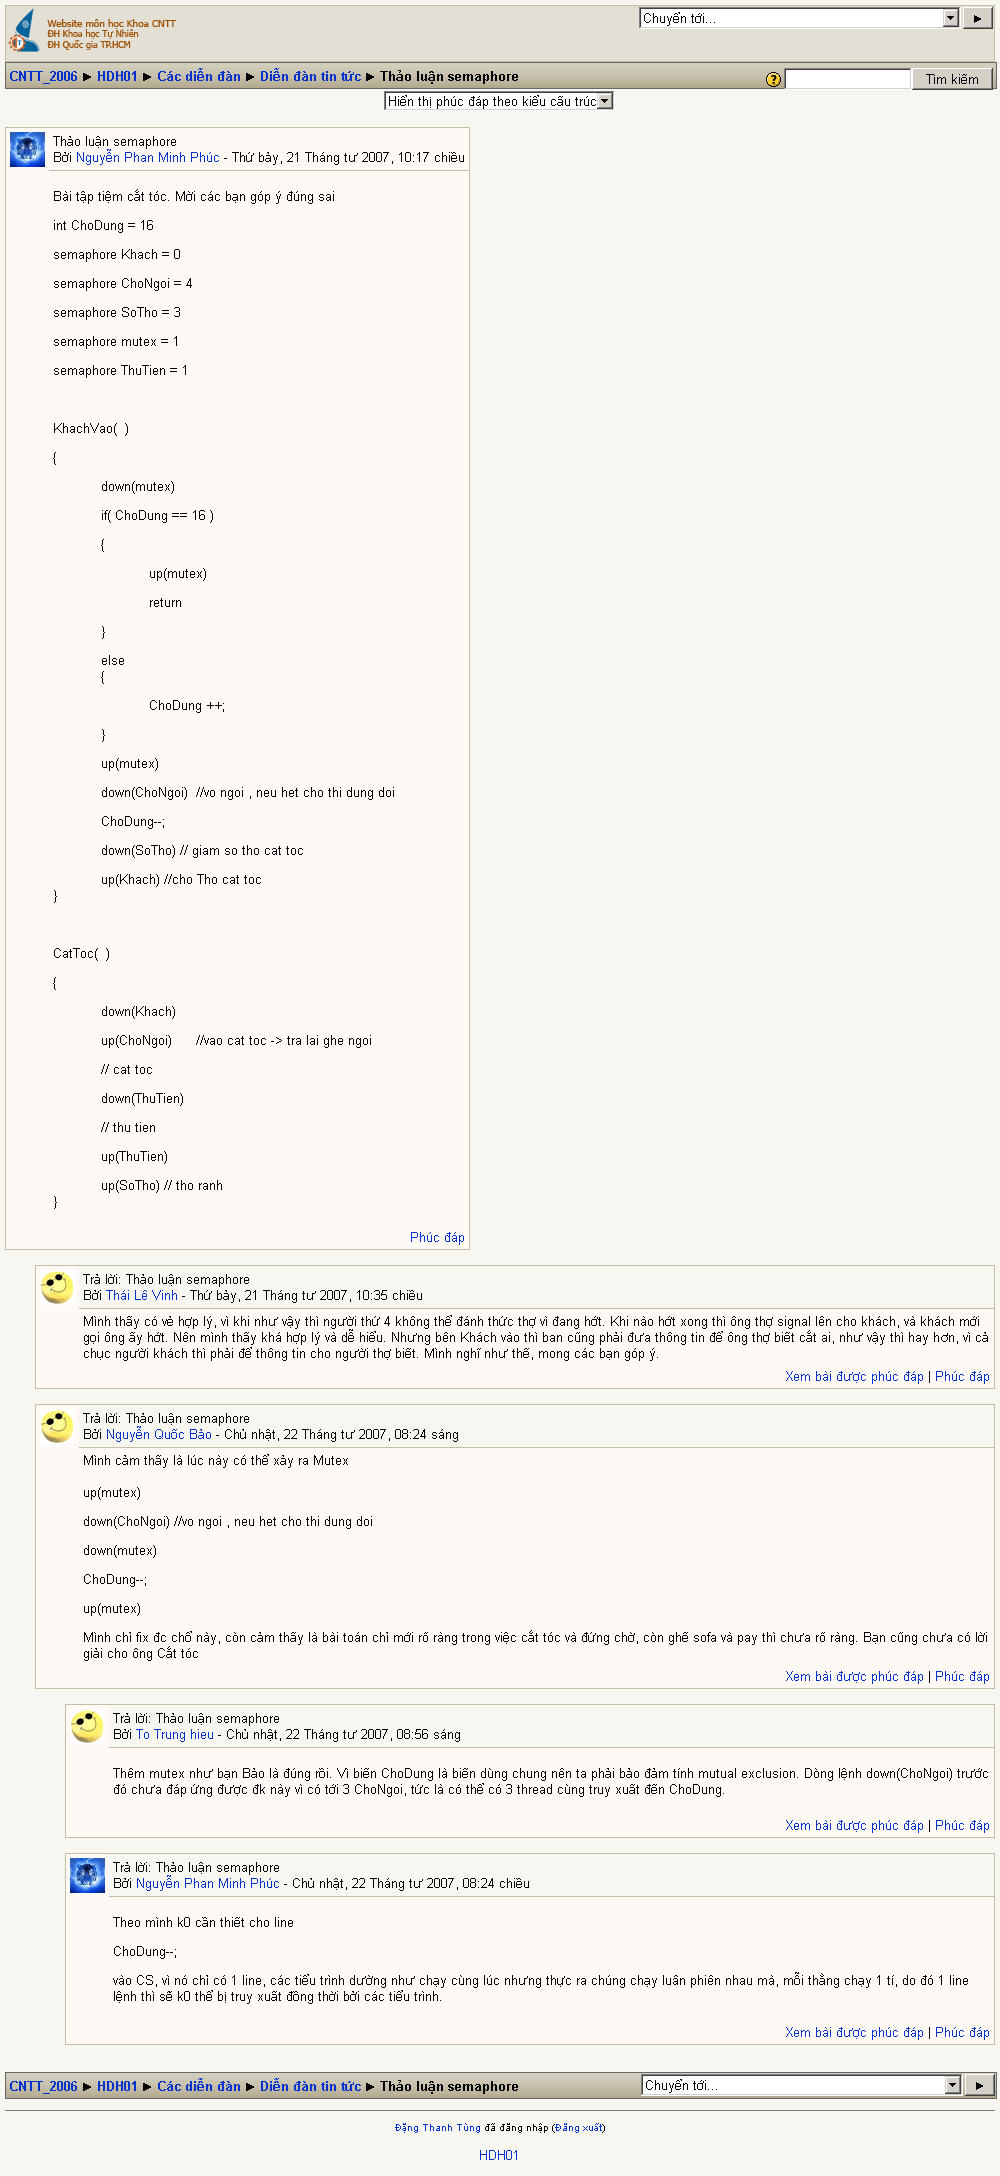 Website môn học Khoa CNTT
ĐH Khoa học Tự Nhiên
ĐH Quốc gia TP.HCM
Chuyển tới...
CNTT_2006 ► HDH01 ► Các diễn đàn ► Diễn đàn tin tức ► Thảo luận semaphore
Tìm kiếm
Hiển thị phúc đáp theo kiểu cấu trúc
Thảo luận semaphore
Bởi Nguyễn Phan Minh Phúc - Thứ bảy, 21 Tháng tư 2007, 10:17 chiều
Bài tập tiệm cắt tóc. Mời các bạn góp ý đúng sai
int ChoDung = 16
semaphore Khach = 0
semaphore ChoNgoi = 4
semaphore SoTho = 3
semaphore mutex = 1
semaphore ThuTien = 1
KhachVao( )
{
down(mutex)
if( ChoDung == 16 )
{
up(mutex)
return
}
else
{
ChoDung ++;
}
up(mutex)
down(ChoNgoi) //vo ngoi , neu het cho thi dung doi
ChoDung--;
down(SoTho) // giam so tho cat toc
up(Khach) //cho Tho cat toc
}
CatToc( )
{
down(Khach)
up(ChoNgoi) //vao cat toc -> tra lai ghe ngoi
// cat toc
down(ThuTien)
// thu tien
up(ThuTien)
up(SoTho) // tho ranh
}
Phúc đáp
Trả lời: Thảo luận semaphore
Bởi Thái Lê Vinh - Thứ bảy, 21 Tháng tư 2007, 10:35 chiều
Mình thấy có vẻ hợp lý, vì khi như vậy thì người thứ 4 không thể đánh thức thợ vì đang hớt. Khi nào hớt xong thì ông thợ signal lên cho khách, và khách mới
gọi ông ấy hớt. Nên mình thấy khá hợp lý và dễ hiểu. Nhưng bên Khách vào thì ban cũng phải đưa thông tin để ông thợ biết cắt ai, như vậy thì hay hơn, vì cả
chục người khách thì phải để thông tin cho người thợ biết. Mình nghĩ như thế, mong các bạn góp ý.
Xem bài được phúc đáp | Phúc đáp
Trả lời: Thảo luận semaphore
Bởi Nguyễn Quốc Bảo - Chủ nhật, 22 Tháng tư 2007, 08:24 sáng
Mình cảm thấy là lúc này có thể xảy ra Mutex
up(mutex)
down(ChoNgoi) //vo ngoi , neu het cho thi dung doi
down(mutex)
ChoDung--;
up(mutex)
Mình chỉ fix đc chổ này, còn cảm thấy là bài toán chỉ mới rõ ràng trong việc cắt tóc và đứng chờ, còn ghế sofa và pay thì chưa rõ ràng. Bạn cũng chưa có lời
giải cho ông Cắt tóc
Xem bài được phúc đáp | Phúc đáp
Trả lời: Thảo luận semaphore
Bởi To Trung hieu - Chủ nhật, 22 Tháng tư 2007, 08:56 sáng
Thêm mutex như bạn Bảo là đúng rồi. Vì biến ChoDung là biến dùng chung nên ta phải bảo đảm tính mutual exclusion. Dòng lệnh down(ChoNgoi) trước
đó chưa đáp ứng được đk này vì có tới 3 ChoNgoi, tức là có thể có 3 thread cùng truy xuất đến ChoDung.
Xem bài được phúc đáp | Phúc đáp
Trả lời: Thảo luận semaphore
Bởi Nguyễn Phan Minh Phúc - Chủ nhật, 22 Tháng tư 2007, 08:24 chiều
Theo mình k0 cần thiết cho line
ChoDung--;
vào CS, vì nó chỉ có 1 line, các tiểu trình dường như chạy cùng lúc nhưng thực ra chúng chạy luân phiên nhau mà, mỗi thằng chạy 1 tí, do đó 1 line
lệnh thì sẽ k0 thể bị truy xuất đồng thời bởi các tiểu trình.
Xem bài được phúc đáp | Phúc đáp
CNTT_2006 ► HDH01 ► Các diễn đàn ► Diễn đàn tin tức ► Thảo luận semaphore
Chuyển tới...
Đặng Thanh Tùng đã đăng nhập (Đăng xuất)
HDH01